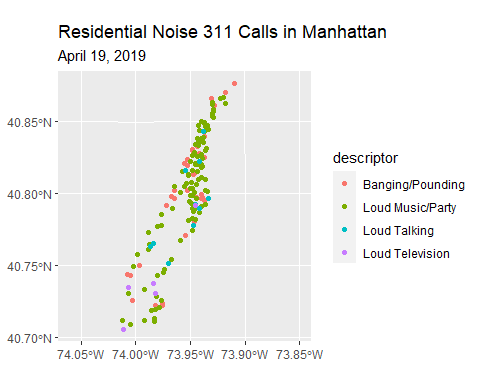 Residential Noise 311 Calls in Manhattan
April 19, 2019
40.85°N
40.80°N
40.75°N
40.70°N
74.05°W 74.00°W 73.95°W 73.90°W 73.85°W
descriptor
Banging/Pounding
Loud Music/Party
Loud Talking
Loud Television